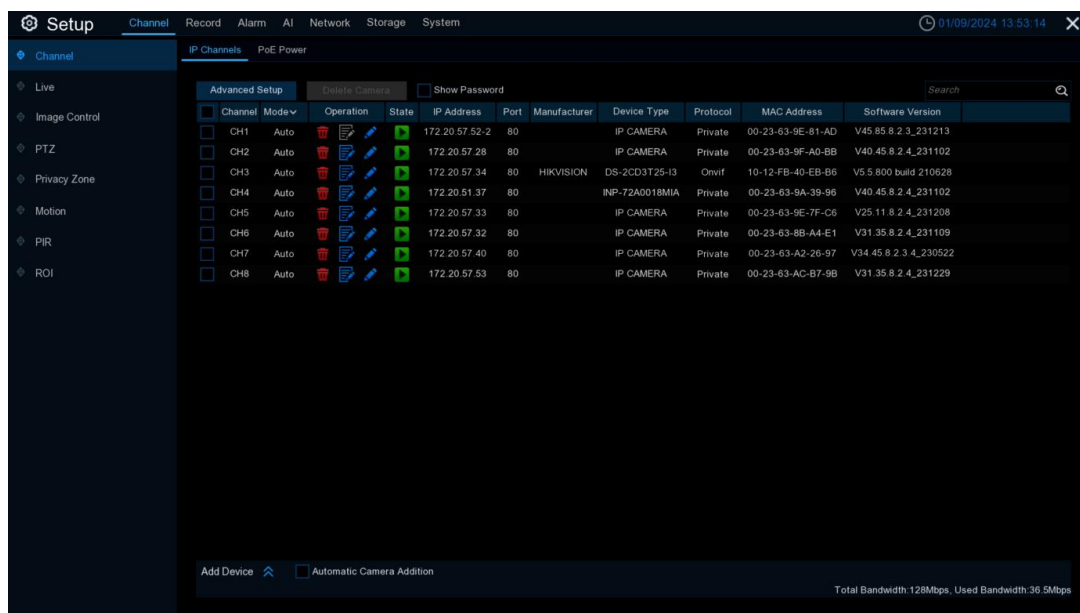 Setup Channel Record Alarm AI Network Storage System 01/09/2024 13:53:14
Channel
Live
Image Control
PTZ
Privacy Zone
Motion
PIR
ROI
IP Channels PoE Power
Advanced Setup Delete Camera Show Password Search
Channel Mode Operation State IP Address Port Manufacturer Device Type Protocol MAC Address Software Version
CH1 Auto 172.20.57.52-2 80 IP CAMERA Private 00-23-63-9E-81-AD V45.85.8.2.3_231213
CH2 Auto 172.20.57.28 80 IP CAMERA Private 00-23-63-9F-A0-BB V40.45.8.2.4_231102
CH3 Auto 172.20.57.34 80 HIKVISION DS-2CD3T25-I3 Onvif 10-12-FB-40-EB-B6 V5.5.800 build 210628
CH4 Auto 172.20.51.37 80 INP-72A0018MIA Private 00-23-63-9A-39-96 V40.45.8.2.4_231102
CH5 Auto 172.20.57.33 80 IP CAMERA Private 00-23-63-9E-7F-C6 V25.11.8.2.4_231208
CH6 Auto 172.20.57.32 80 IP CAMERA Private 00-23-63-8B-A4-E1 V31.35.8.2.4_231109
CH7 Auto 172.20.57.40 80 IP CAMERA Private 00-23-63-A2-26-97 V34.45.8.2.3.4_230522
CH8 Auto 172.20.57.53 80 IP CAMERA Private 00-23-63-AC-B7-9B V31.35.8.2.4_231229
Add Device Automatic Camera Addition
Total Bandwidth:128Mbps, Used Bandwidth:36.5Mbps